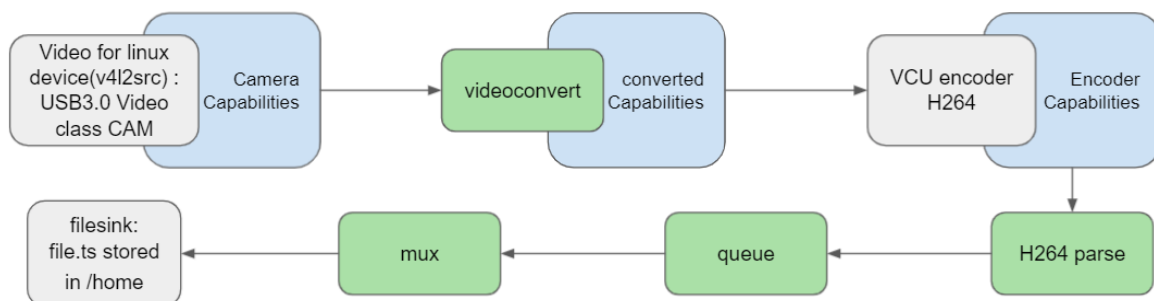 Video for linux
device(v4l2src) :
USB3.0 Video
class CAM
Camera
Capabilities
videoconvert
converted
Capabilities
VCU encoder
H264
Encoder
Capabilities
filesink:
file.ts stored
in /home
mux
queue
H264 parse